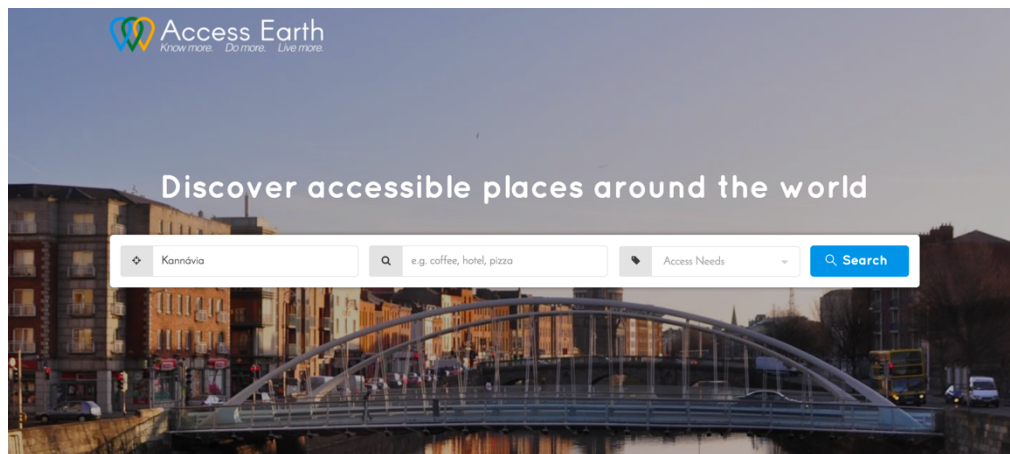 Access Earth
Know more. Do more. Live more.
Discover accessible places around the world
Kannávia
e.g. coffee, hotel, pizza
Access Needs
Search